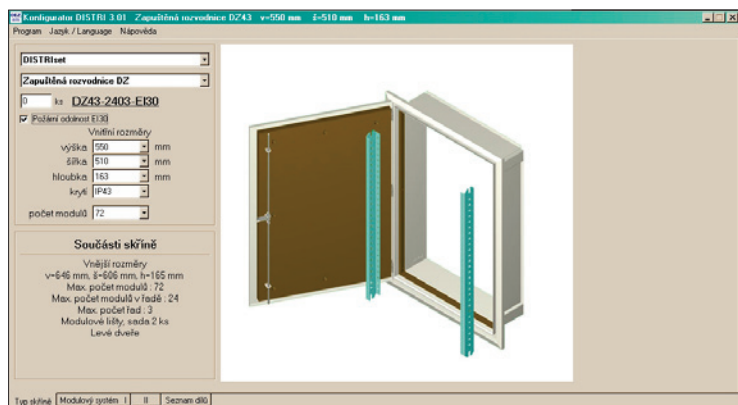 Konfigurator DISTRI 3.01 Zapuštěná rozvodnice DZ43 v=550 mm š=510 mm h=163 mm
Program Jazyk / Language Nápověda
DISTRIset
Zapuštěná rozvodnice DZ
0 ks DZ43-2403-EI30
Požární odolnost EI30
Vnitřní rozměry
výška 550 mm
šířka 510 mm
hloubka 163 mm
krytí IP43
počet modulů 72
Součásti skříně
Vnější rozměry
v=646 mm, š=606 mm, h=165 mm
Max. počet modulů : 72
Max. počet modulů v řadě : 24
Max. počet řad : 3
Modulové lišty, sada 2 ks
Levé dveře
Typ skříně Modulový systém I II Seznam dílů